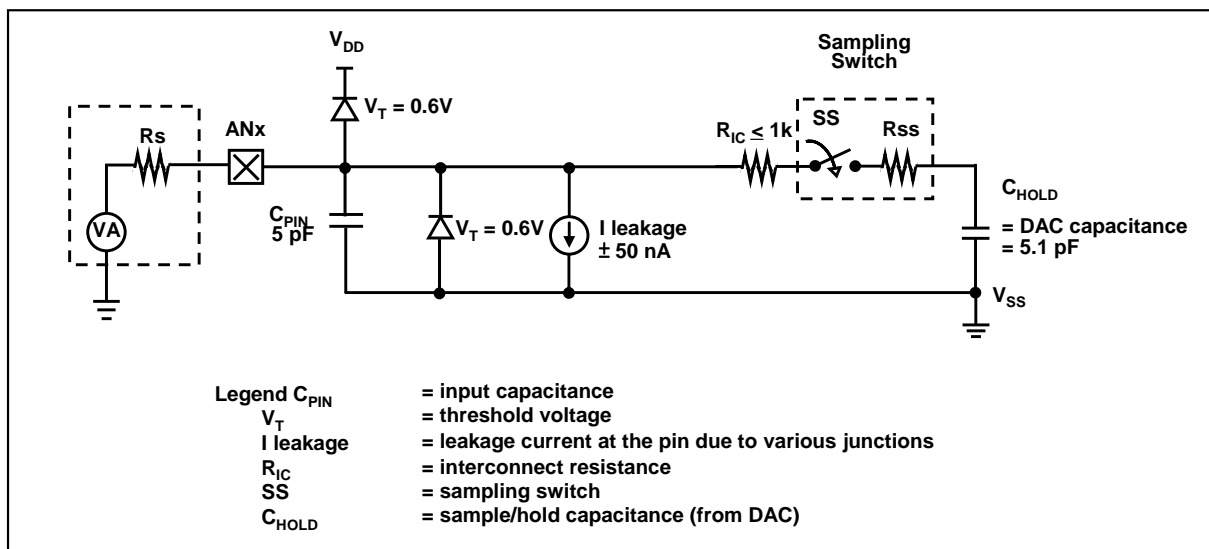 V_DD
V_T = 0.6V
Sampling
Switch
Rs
ANx
VA
C_PIN
5 pF
V_T = 0.6V
I leakage
± 50 nA
R_IC ≤ 1k
SS
Rss
C_HOLD
= DAC capacitance
= 5.1 pF
V_SS
Legend C_PIN = input capacitance
V_T = threshold voltage
I leakage = leakage current at the pin due to various junctions
R_IC = interconnect resistance
SS = sampling switch
C_HOLD = sample/hold capacitance (from DAC)